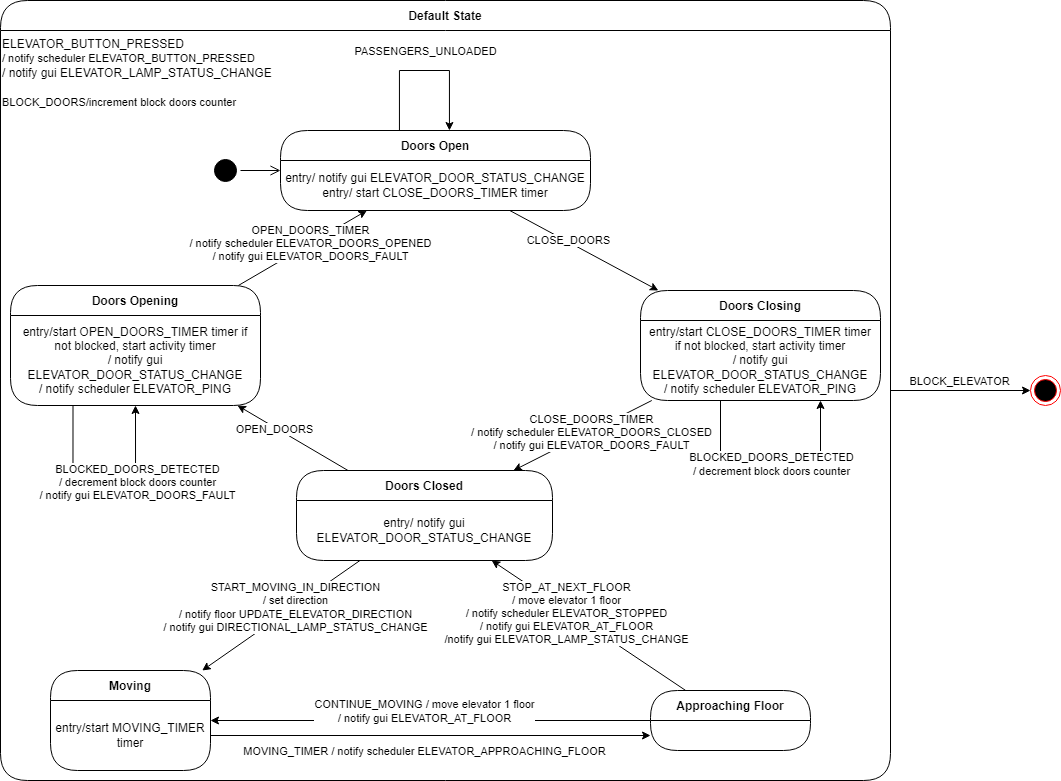 Default State
ELEVATOR_BUTTON_PRESSED
/ notify scheduler ELEVATOR_BUTTON_PRESSED
/ notify gui ELEVATOR_LAMP_STATUS_CHANGE
BLOCK_DOORS/increment block doors counter
PASSENGERS_UNLOADED
Doors Open
entry/ notify gui ELEVATOR_DOOR_STATUS_CHANGE
entry/ start CLOSE_DOORS_TIMER timer
OPEN_DOORS_TIMER
/ notify scheduler ELEVATOR_DOORS_OPENED
/ notify gui ELEVATOR_DOORS_FAULT
CLOSE_DOORS
Doors Opening
entry/start OPEN_DOORS_TIMER timer if
not blocked, start activity timer
/ notify gui
ELEVATOR_DOOR_STATUS_CHANGE
/ notify scheduler ELEVATOR_PING
Doors Closing
entry/start CLOSE_DOORS_TIMER timer
if not blocked, start activity timer
/ notify gui
ELEVATOR_DOOR_STATUS_CHANGE
/ notify scheduler ELEVATOR_PING
BLOCK_ELEVATOR
OPEN_DOORS
CLOSE_DOORS_TIMER
/ notify scheduler ELEVATOR_DOORS_CLOSED
/ notify gui ELEVATOR_DOORS_FAULT
BLOCKED_DOORS_DETECTED
/ decrement block doors counter
/ notify gui ELEVATOR_DOORS_FAULT
BLOCKED_DOORS_DETECTED
/ decrement block doors counter
Doors Closed
entry/ notify gui
ELEVATOR_DOOR_STATUS_CHANGE
START_MOVING_IN_DIRECTION
/ set direction
/ notify floor UPDATE_ELEVATOR_DIRECTION
/ notify gui DIRECTIONAL_LAMP_STATUS_CHANGE
STOP_AT_NEXT_FLOOR
/ move elevator 1 floor
/ notify scheduler ELEVATOR_STOPPED
/ notify gui ELEVATOR_AT_FLOOR
/notify gui ELEVATOR_LAMP_STATUS_CHANGE
Moving
entry/start MOVING_TIMER
timer
CONTINUE_MOVING / move elevator 1 floor
/ notify gui ELEVATOR_AT_FLOOR
Approaching Floor
MOVING_TIMER / notify scheduler ELEVATOR_APPROACHING_FLOOR